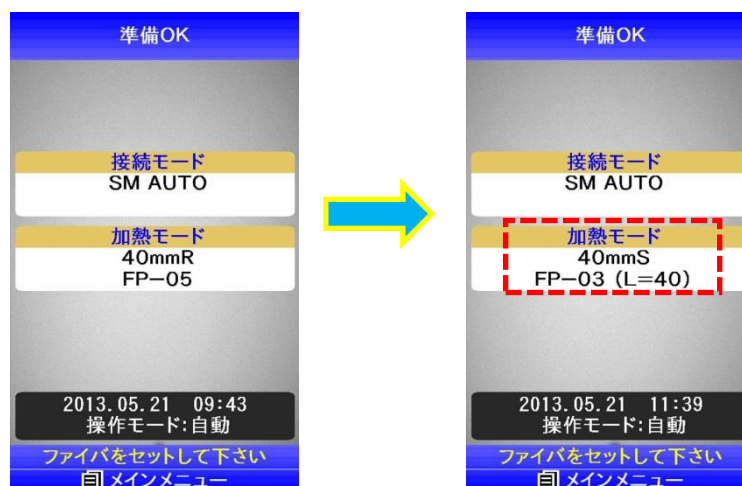 準備OK
接続モード
SM AUTO
加熱モード
40mmR
FP-05
2013.05.21 09:43
操作モード:自動
ファイバをセットして下さい
メインメニュー
準備OK
接続モード
SM AUTO
加熱モード
40mmS
FP-03 (L=40)
2013.05.21 11:39
操作モード:自動
ファイバをセットして下さい
メインメニュー